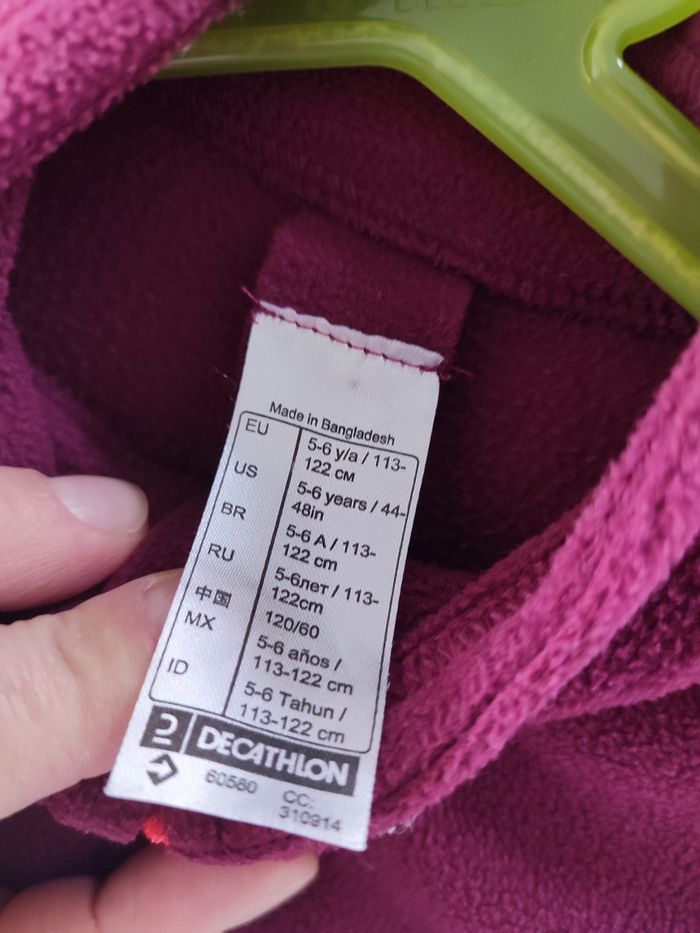 Made in Bangladesh
EU 5-6 y/a / 113-
122 CM
US 5-6 years / 44-
48in
BR 5-6 A / 113-
122 cm
RU 5-6лет / 113-
122cm
中国 120/60
MX 5-6 años /
113-122 cm
ID 5-6 Tahun /
113-122 cm
DECATHLON
60580 CC:
310914